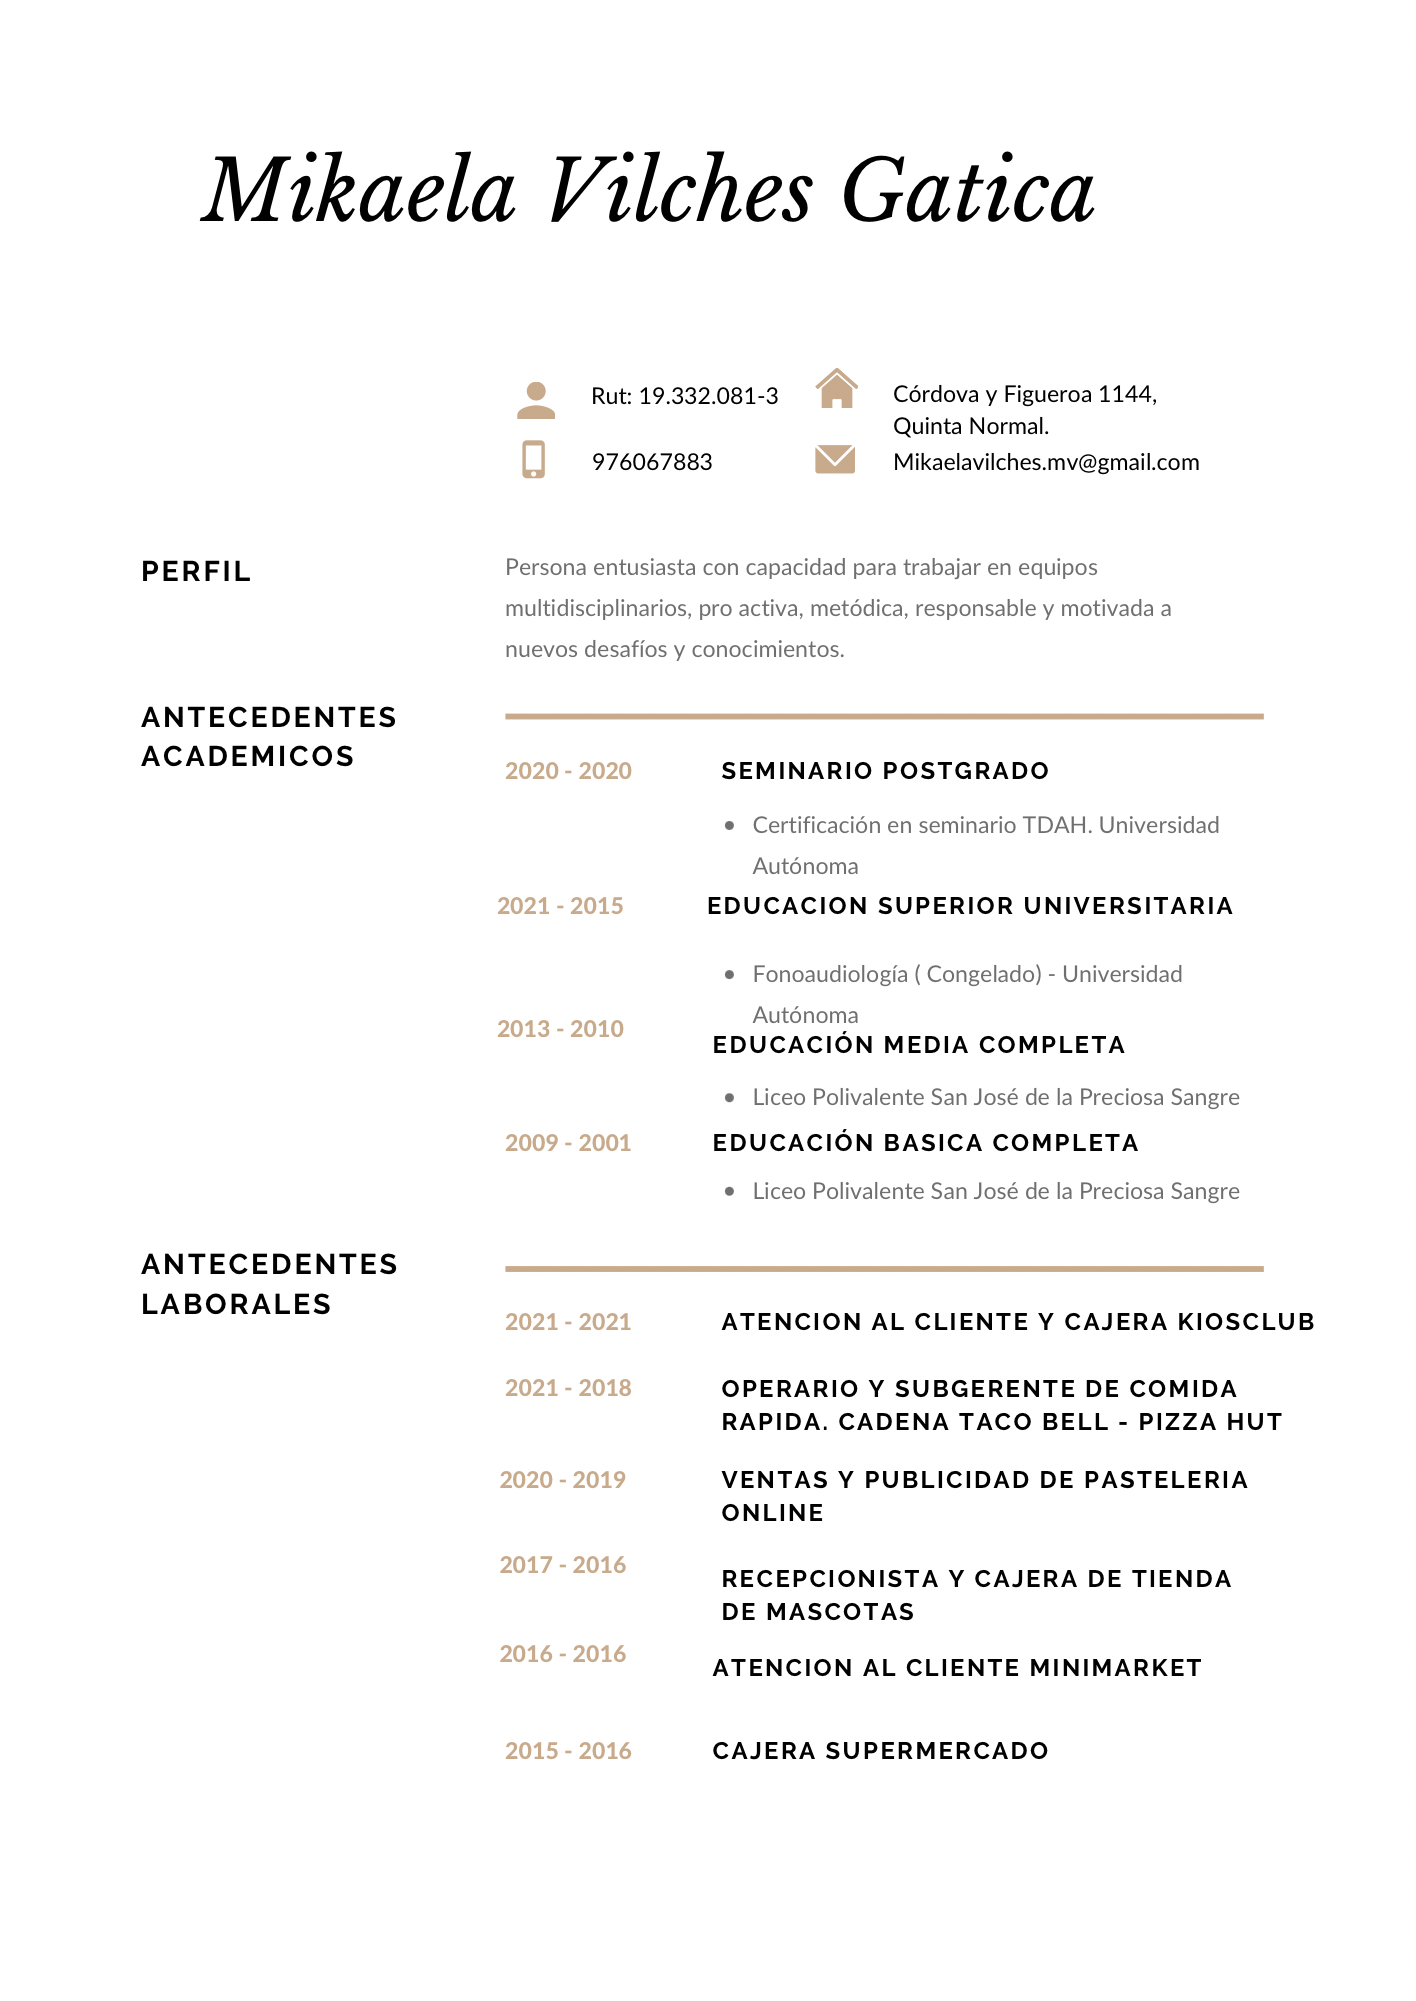 Mikaela Vilches Gatica
Rut: 19.332.081-3
Córdova y Figueroa 1144,
Quinta Normal.
976067883
Mikaelavilches.mv@gmail.com
PERFIL
Persona entusiasta con capacidad para trabajar en equipos
multidisciplinarios, pro activa, metódica, responsable y motivada a
nuevos desafíos y conocimientos.
ANTECEDENTES
ACADEMICOS
2020 - 2020
SEMINARIO POSTGRADO
• Certificación en seminario TDAH. Universidad
Autónoma
2021 - 2015
EDUCACION SUPERIOR UNIVERSITARIA
• Fonoaudiología ( Congelado) - Universidad
Autónoma
2013 - 2010
EDUCACIÓN MEDIA COMPLETA
• Liceo Polivalente San José de la Preciosa Sangre
2009 - 2001
EDUCACIÓN BASICA COMPLETA
• Liceo Polivalente San José de la Preciosa Sangre
ANTECEDENTES
LABORALES
2021 - 2021
ATENCION AL CLIENTE Y CAJERA KIOSCLUB
2021 - 2018
OPERARIO Y SUBGERENTE DE COMIDA
RAPIDA. CADENA TACO BELL - PIZZA HUT
2020 - 2019
VENTAS Y PUBLICIDAD DE PASTELERIA
ONLINE
2017 - 2016
RECEPCIONISTA Y CAJERA DE TIENDA
DE MASCOTAS
2016 - 2016
ATENCION AL CLIENTE MINIMARKET
2015 - 2016
CAJERA SUPERMERCADO